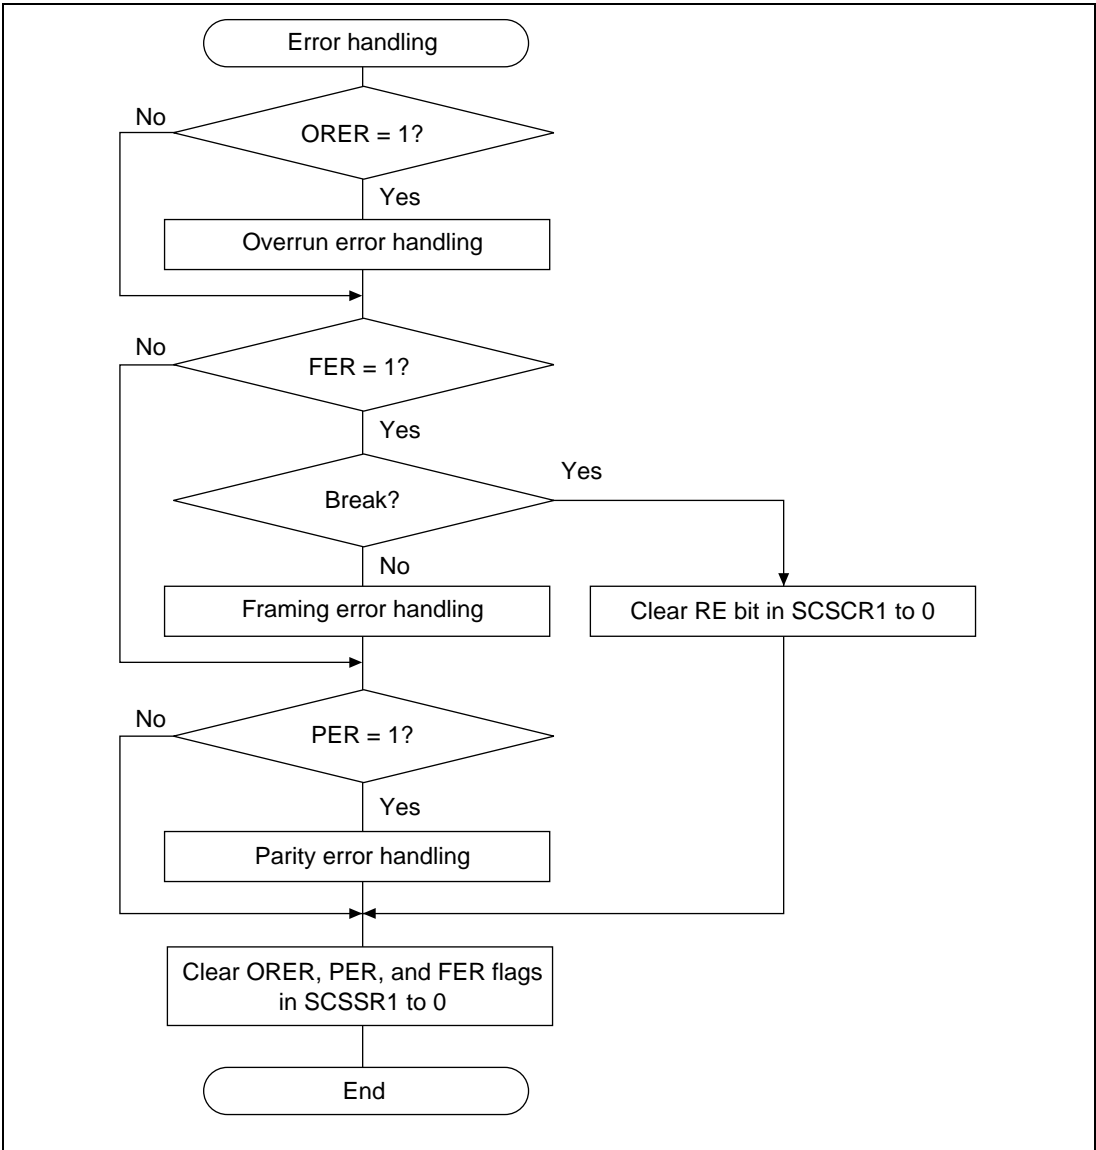 Error handling
No
ORER = 1?
Yes
Overrun error handling
No
FER = 1?
Yes
Yes
Break?
No
Framing error handling
Clear RE bit in SCSCR1 to 0
No
PER = 1?
Yes
Parity error handling
Clear ORER, PER, and FER flags
in SCSSR1 to 0
End